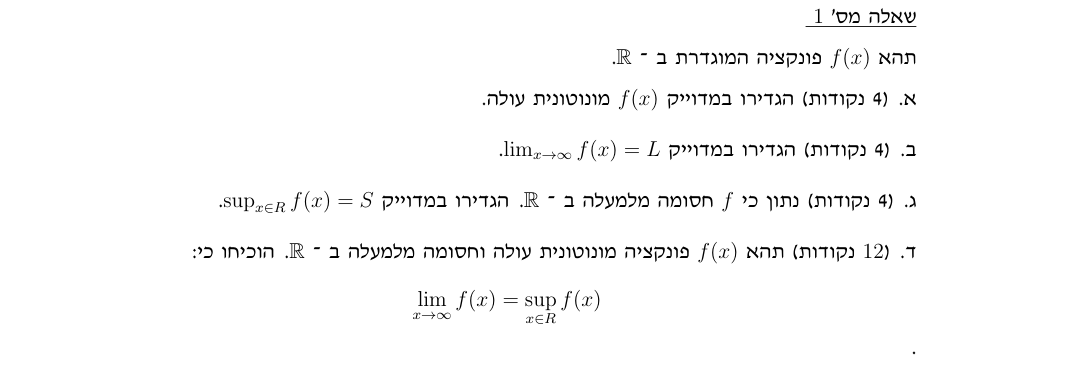 שאלה מס' 1
תהא f(x) פונקציה המוגדרת ב - ℝ.
א. (4 נקודות) הגדירו במדוייק f(x) מונוטונית עולה.
ב. (4 נקודות) הגדירו במדוייק lim_{x→∞} f(x) = L.
ג. (4 נקודות) נתון כי f חסומה מלמעלה ב - ℝ. הגדירו במדוייק sup_{x∈R} f(x) = S.
ד. (12 נקודות) תהא f(x) פונקציה מונוטונית עולה וחסומה מלמעלה ב - ℝ. הוכיחו כי:
lim_{x→∞} f(x) = sup_{x∈R} f(x)
.